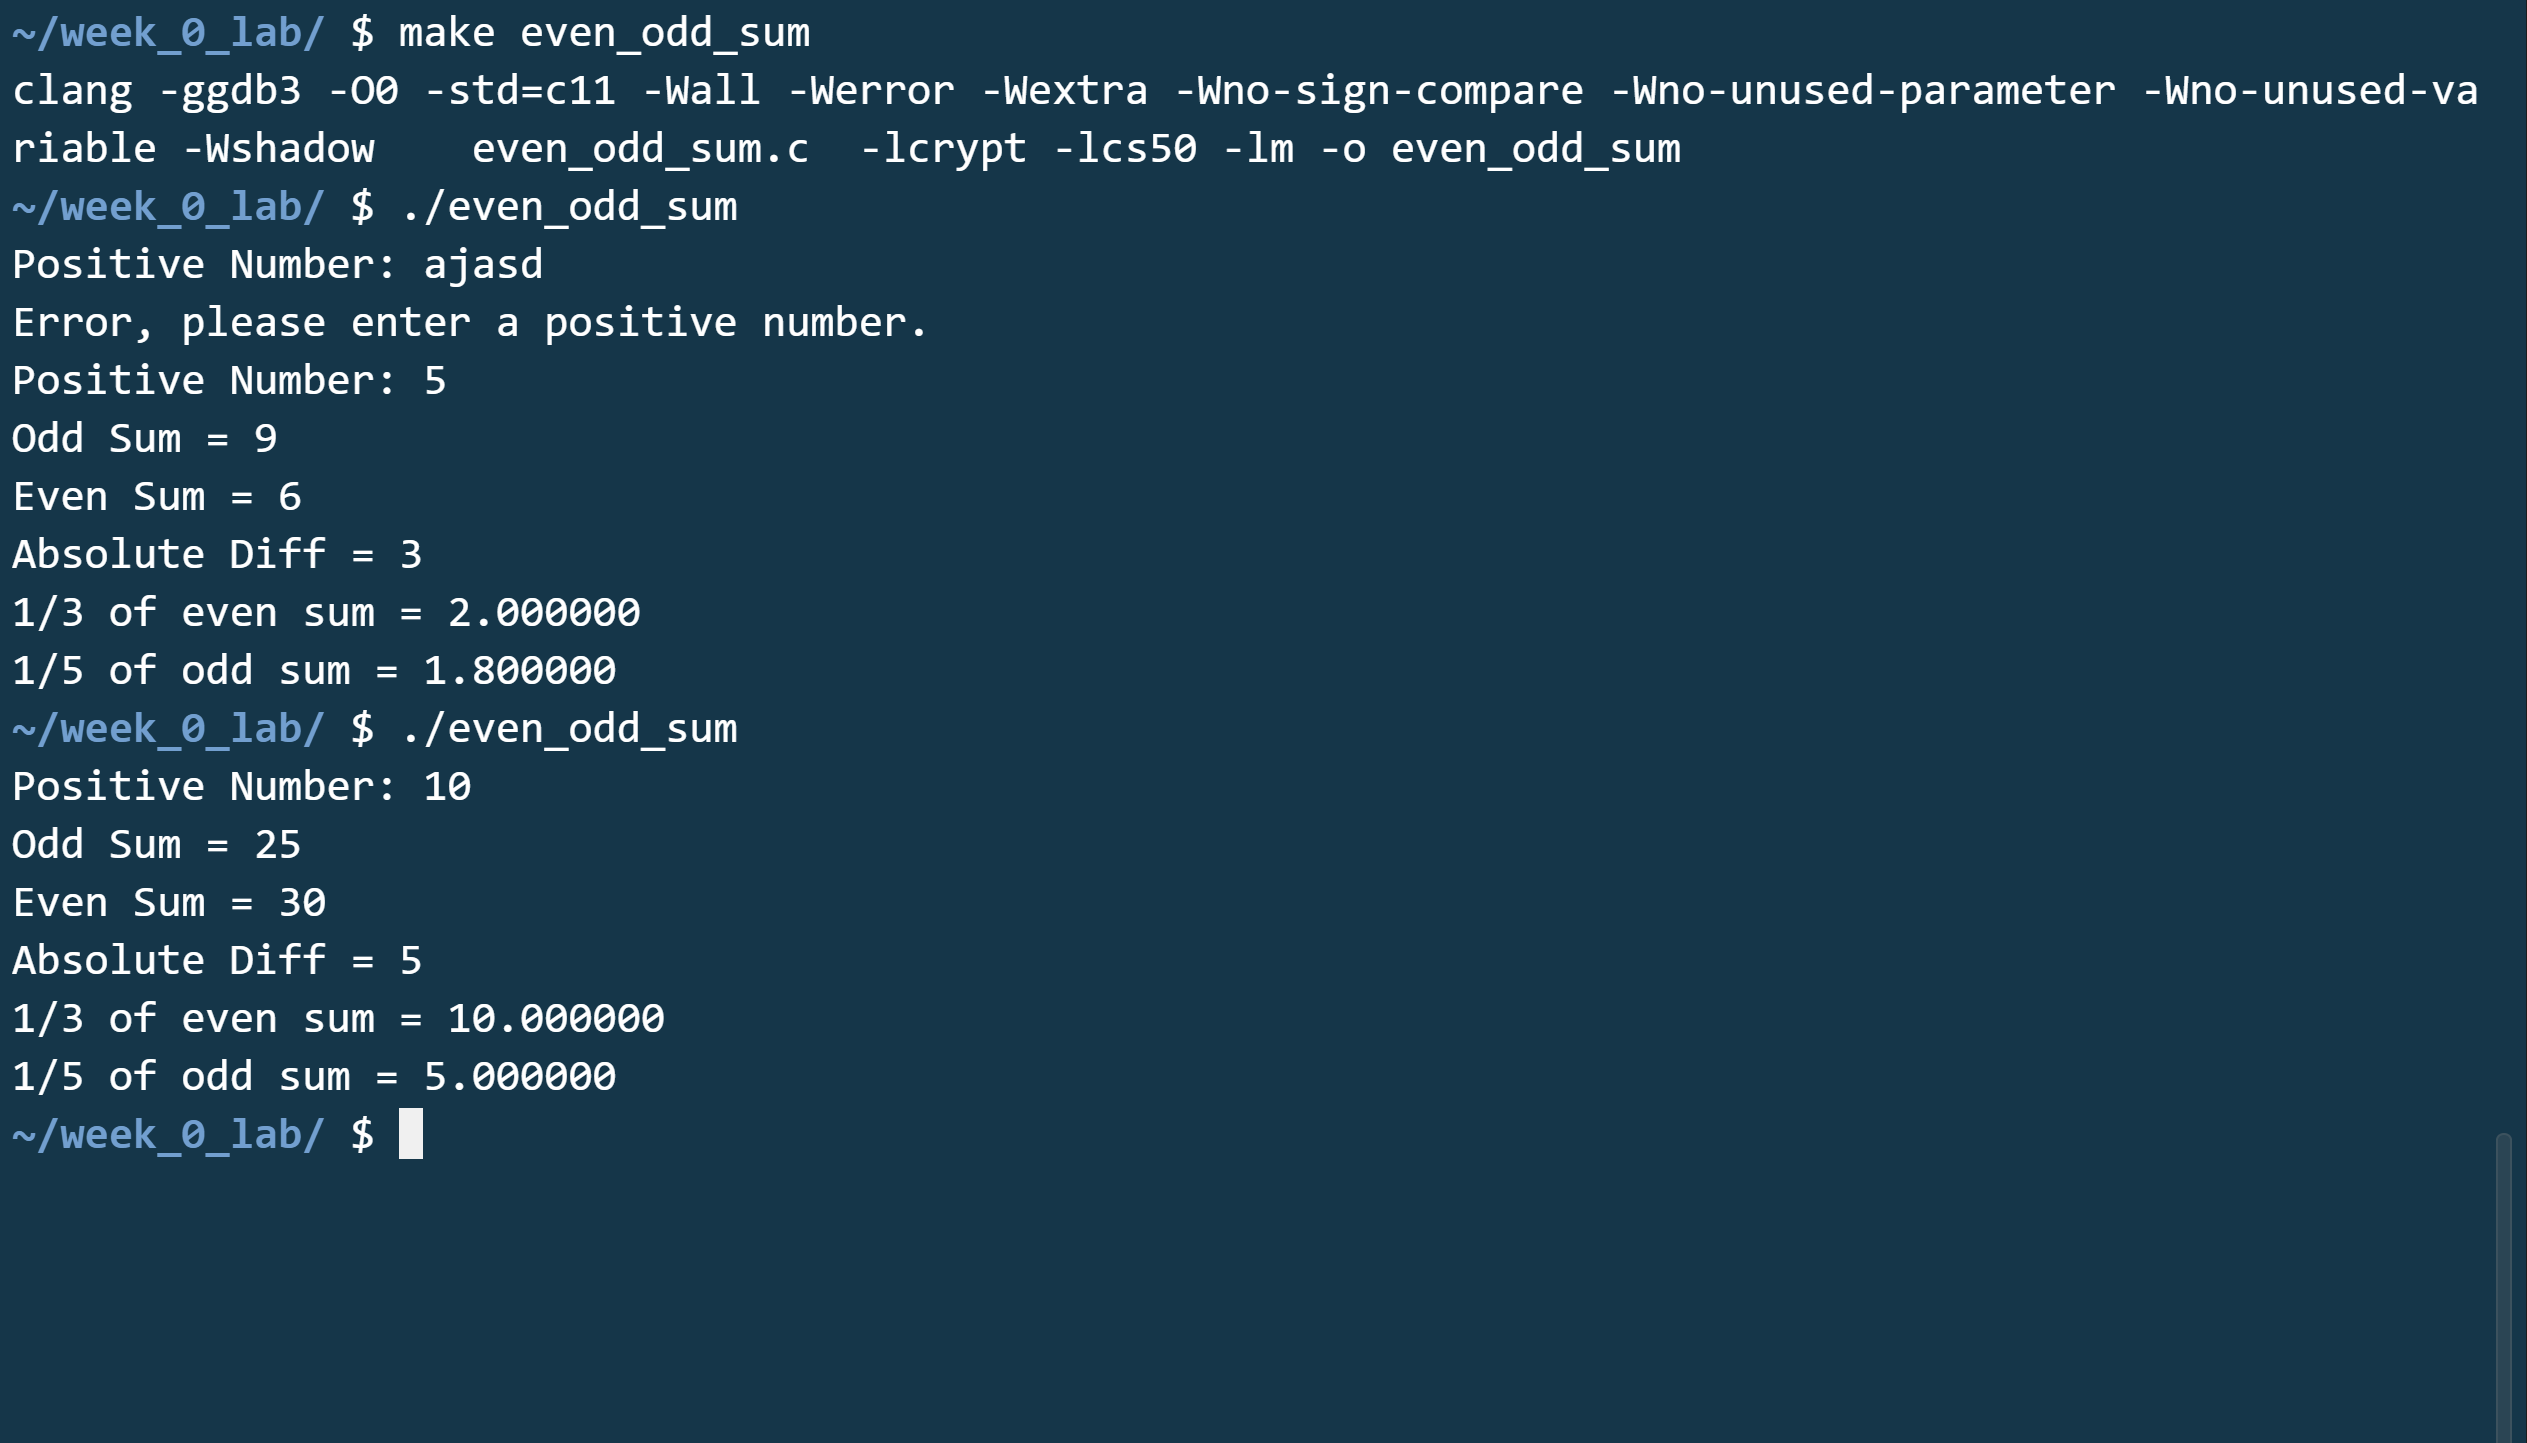 ~/week_0_lab/ $ make even_odd_sum
clang -ggdb3 -O0 -std=c11 -Wall -Werror -Wextra -Wno-sign-compare -Wno-unused-parameter -Wno-unused-va
riable -Wshadow    even_odd_sum.c  -lcrypt -lcs50 -lm -o even_odd_sum
~/week_0_lab/ $ ./even_odd_sum
Positive Number: ajasd
Error, please enter a positive number.
Positive Number: 5
Odd Sum = 9
Even Sum = 6
Absolute Diff = 3
1/3 of even sum = 2.000000
1/5 of odd sum = 1.800000
~/week_0_lab/ $ ./even_odd_sum
Positive Number: 10
Odd Sum = 25
Even Sum = 30
Absolute Diff = 5
1/3 of even sum = 10.000000
1/5 of odd sum = 5.000000
~/week_0_lab/ $